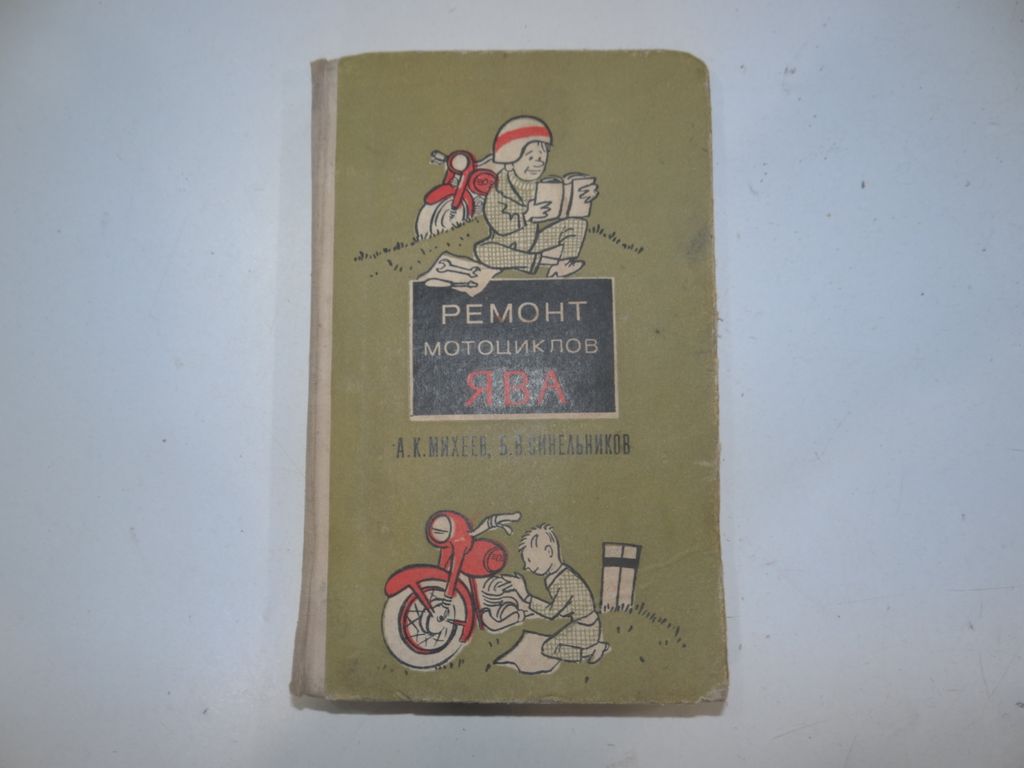 РЕМОНТ
МОТОЦИКЛОВ
ЯВА
А.К.МИХЕЕВ, Б.В.СИНЕЛЬНИКОВ